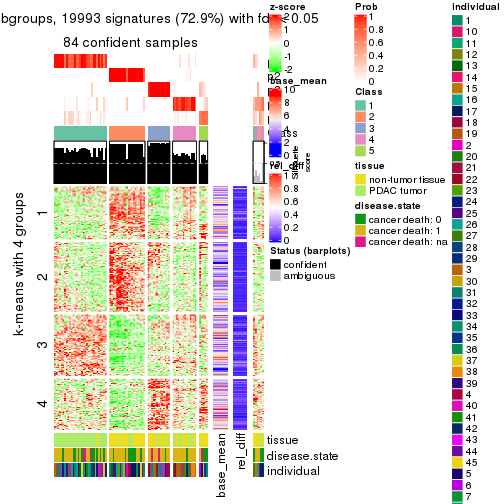 bgroups, 19993 signatures (72.9%) with fd 0.05
84 confident samples
k-means with 4 groups
1
2
3
4
p2
Silhouette
score
tissue
disease.state
individual
base_mean
rel_diff
z-score
2
1
0
-1
-2
base_mean
10
8
6
4
2
0
rel_diff
1
0.8
0.6
0.4
0.2
0
Status (barplots)
confident
ambiguous
Prob
1
0.8
0.6
0.4
0.2
0
Class
1
2
3
4
5
tissue
non-tumor tissue
PDAC tumor
disease.state
cancer death: 0
cancer death: 1
cancer death: na
individual
1
10
11
12
13
14
15
16
17
18
19
2
20
21
22
23
24
25
26
27
28
29
3
30
31
32
33
34
35
36
37
38
39
4
40
41
42
43
44
45
5
6
7